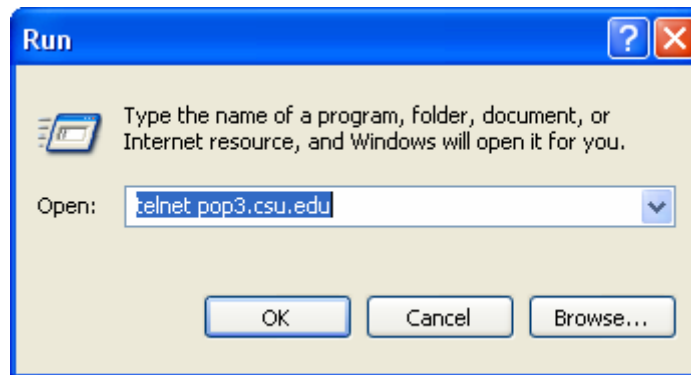 Run
Type the name of a program, folder, document, or
Internet resource, and Windows will open it for you.
Open: telnet pop3.csu.edu
OK Cancel Browse...